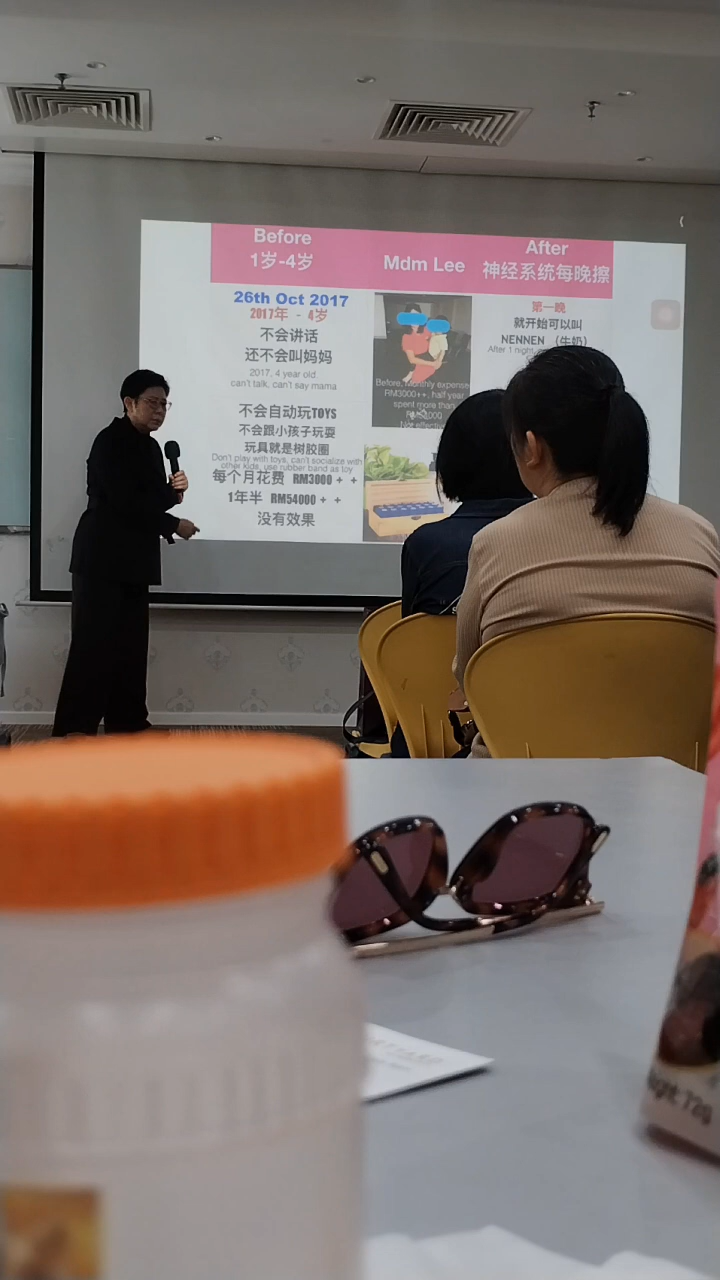 Before
1岁-4岁
Mdm Lee
After
神经系统每晚擦
26th Oct 2017
2017年 - 4岁
不会讲话
还不会叫妈妈
2017, 4 year old
can't talk, can't say mama
不会自动玩TOYS
不会跟小孩子玩耍
玩具就是树胶圈
Don't play with toys, can't socialize with
other kids, use rubber band as toy
每个月花费 RM3000 + +
1年半 RM54000 + +
没有效果
Before, Monthly expense
RM3000++, half year
spent more than
Not effective
第一晚
就开始可以叫
NENNEN （牛奶）
After 1 night
72g